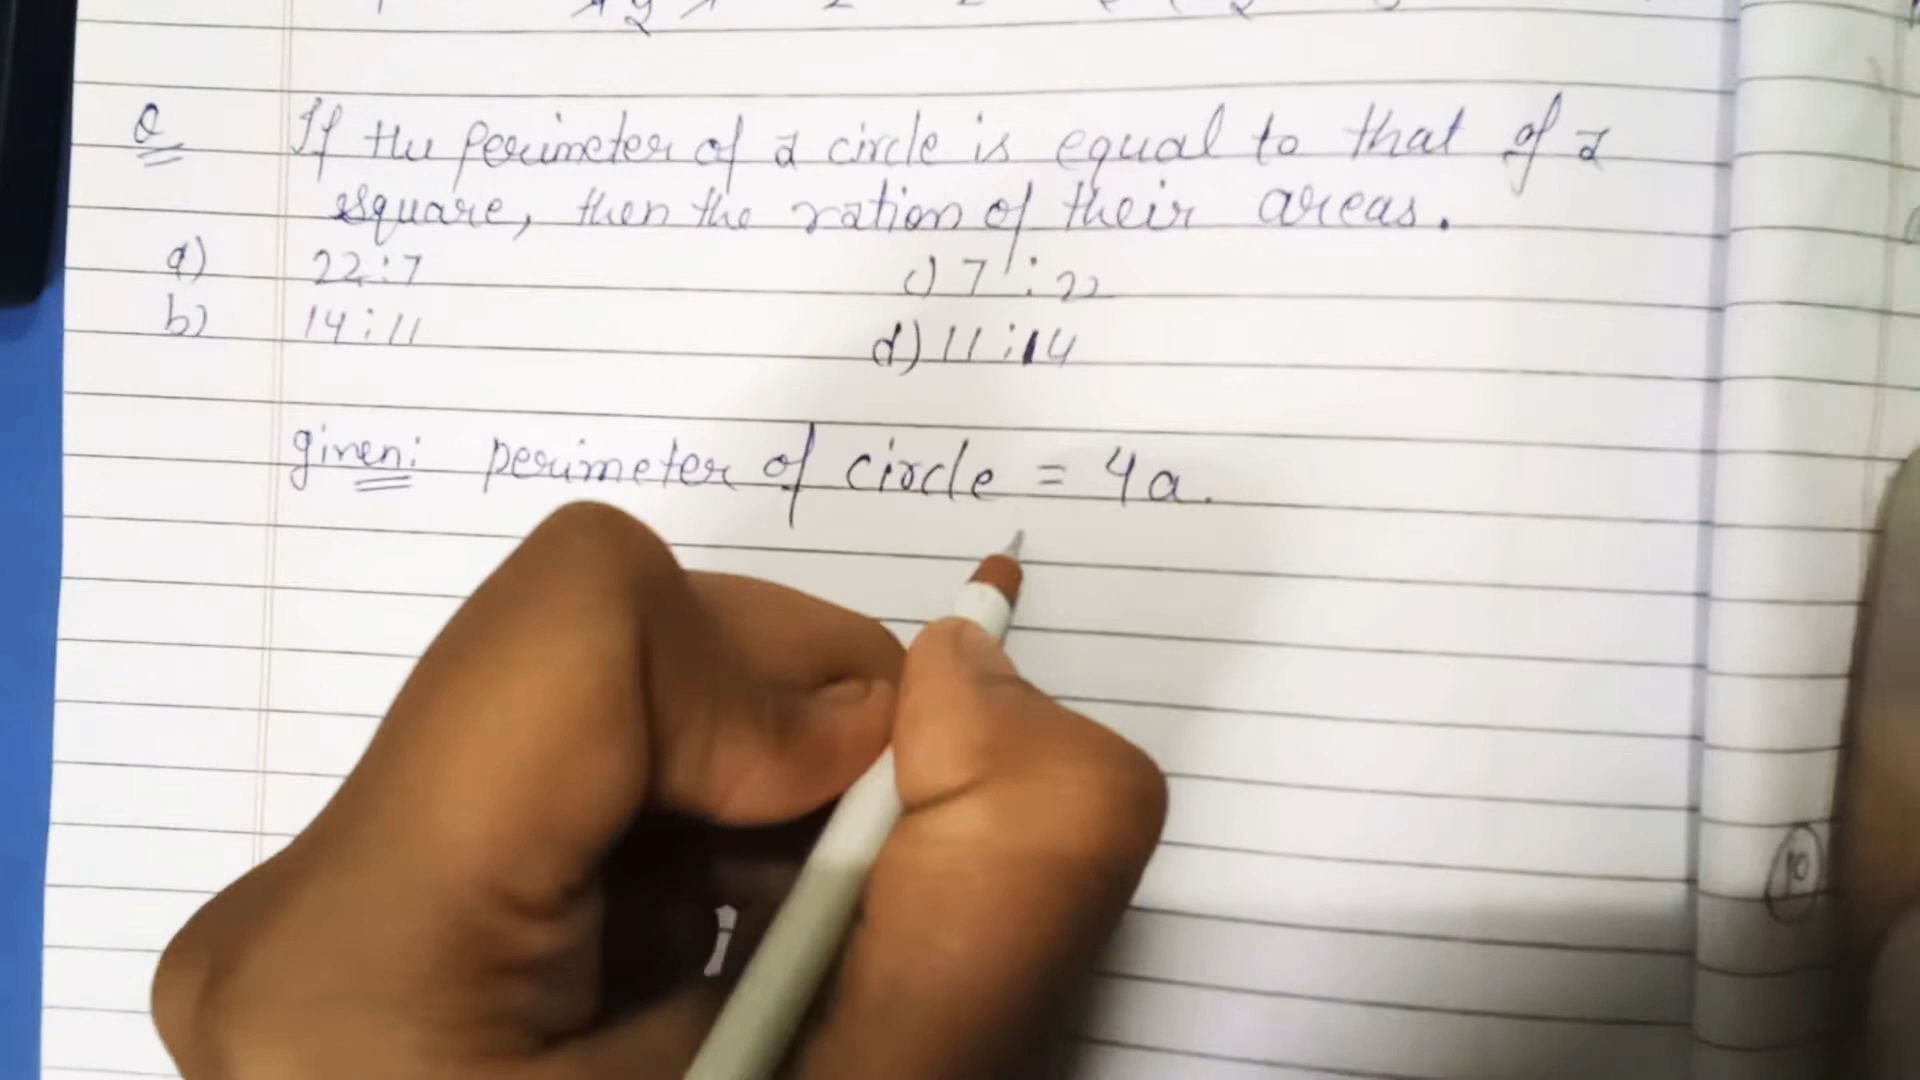 Q If the perimeter of a circle is equal to that of a
square, then the ration of their areas.
a) 22:7 c) 7:22
b) 14:11 d) 11:14
given: perimeter of circle = 4a.
10